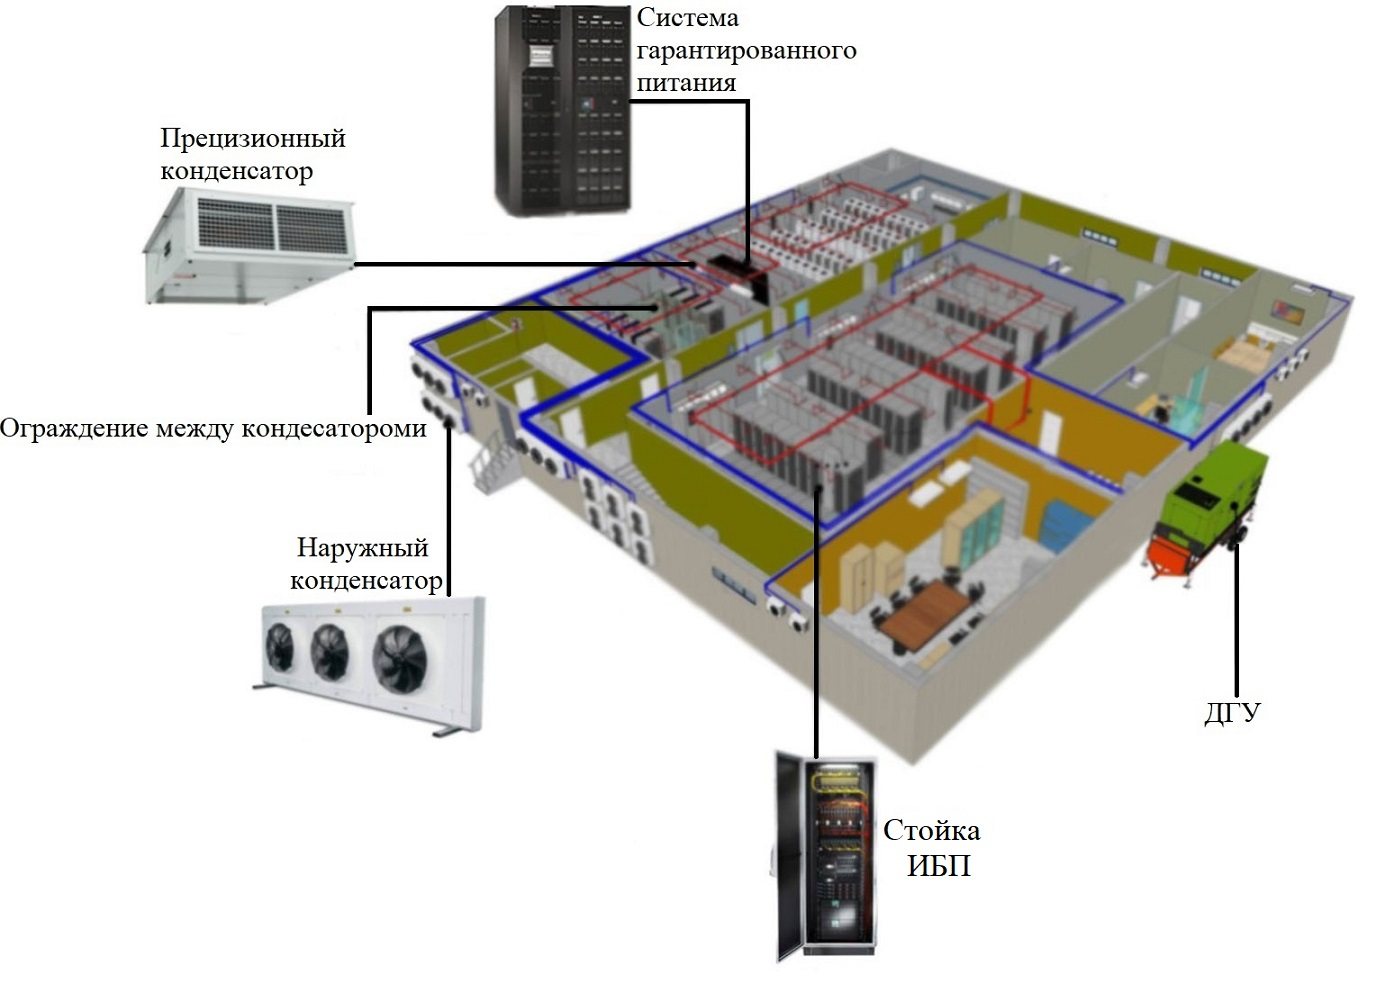 Система
гарантированного
питания
Прецизионный
конденсатор
Ограждение между кондесатороми
Наружный
конденсатор
ДГУ
Стойка
ИБП